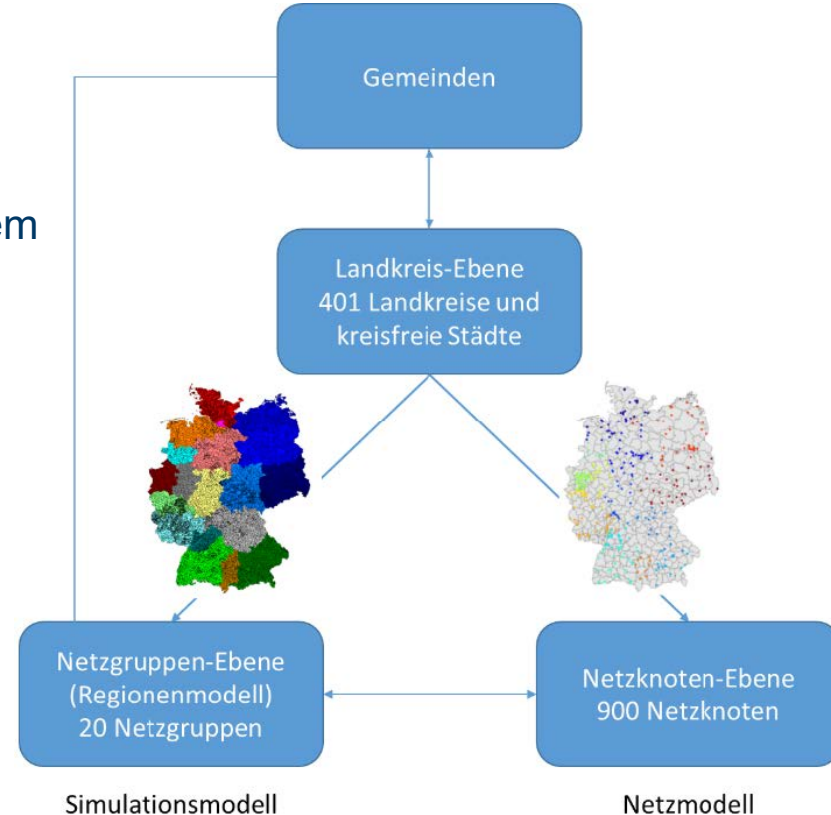 Gemeinden
em
Landkreis-Ebene
401 Landkreise und
kreisfreie Städte
Netzgruppen-Ebene
(Regionenmodell)
20 Netzgruppen
Netzknoten-Ebene
900 Netzknoten
Simulationsmodell
Netzmodell